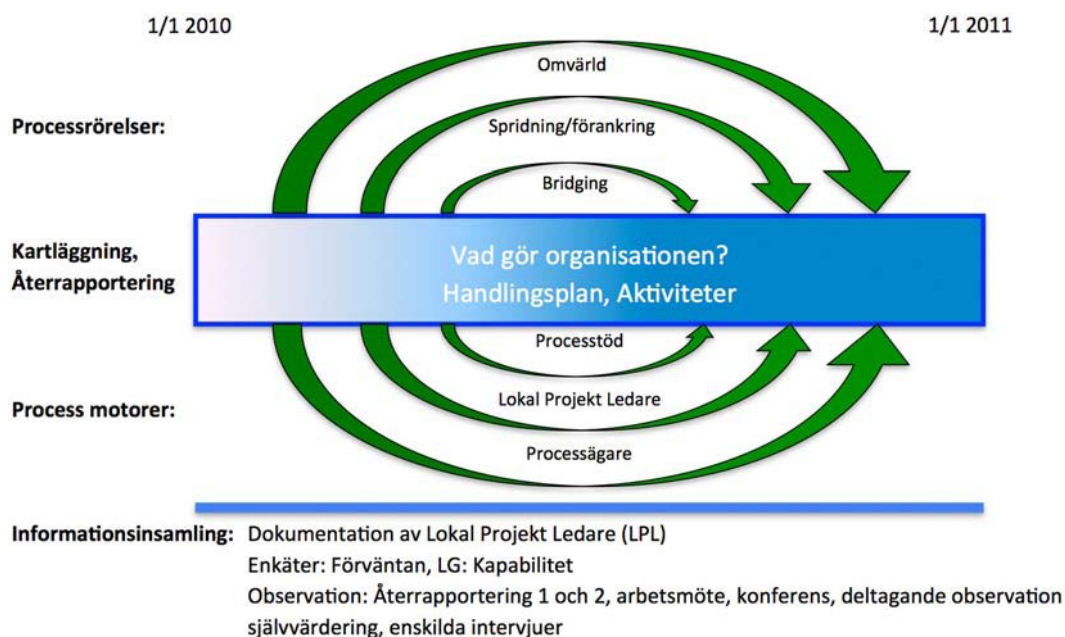 1/1 2010
1/1 2011
Omvärld
Processrörelser:
Spridning/förankring
Bridging
Kartläggning,
Återrapportering
Vad gör organisationen?
Handlingsplan, Aktiviteter
Processtöd
Process motorer:
Lokal Projekt Ledare
Processägare
Informationsinsamling: Dokumentation av Lokal Projekt Ledare (LPL)
Enkäter: Förväntan, LG: Kapabilitet
Observation: Återrapportering 1 och 2, arbetsmöte, konferens, deltagande observation
självvärdering, enskilda intervjuer